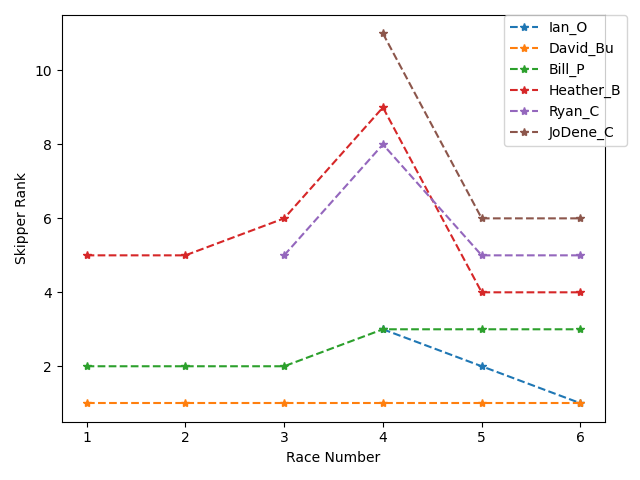 Ian_O
David_Bu
Bill_P
Heather_B
Ryan_C
JoDene_C
10
8
6
4
2
Skipper Rank
1 2 3 4 5 6
Race Number